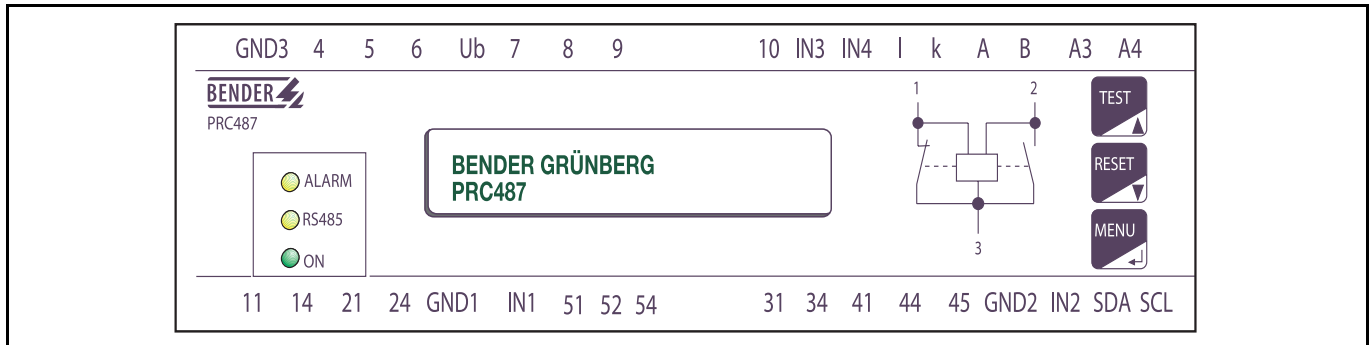 GND3 4 5 6 Ub 7 8 9 10 IN3 IN4 l k A B A3 A4
BENDER
PRC487
1 2
TEST
BENDER GRÜNBERG
PRC487
ALARM
RS485
ON
RESET
MENU
3
11 14 21 24 GND1 IN1 51 52 54 31 34 41 44 45 GND2 IN2 SDA SCL